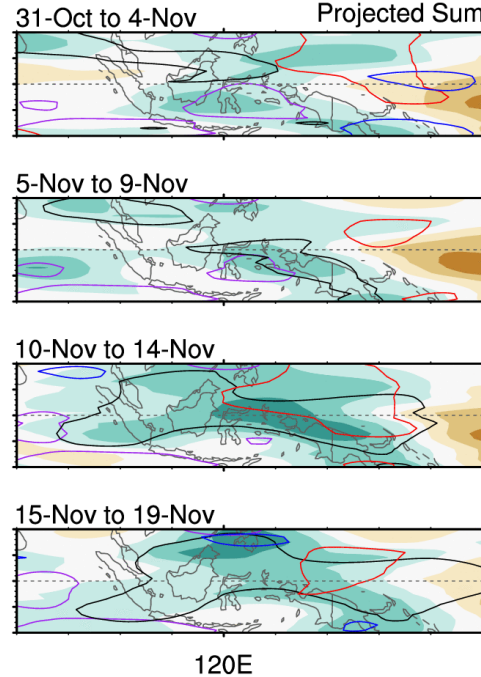 31-Oct to 4-Nov
Projected Sum
5-Nov to 9-Nov
10-Nov to 14-Nov
15-Nov to 19-Nov
120E